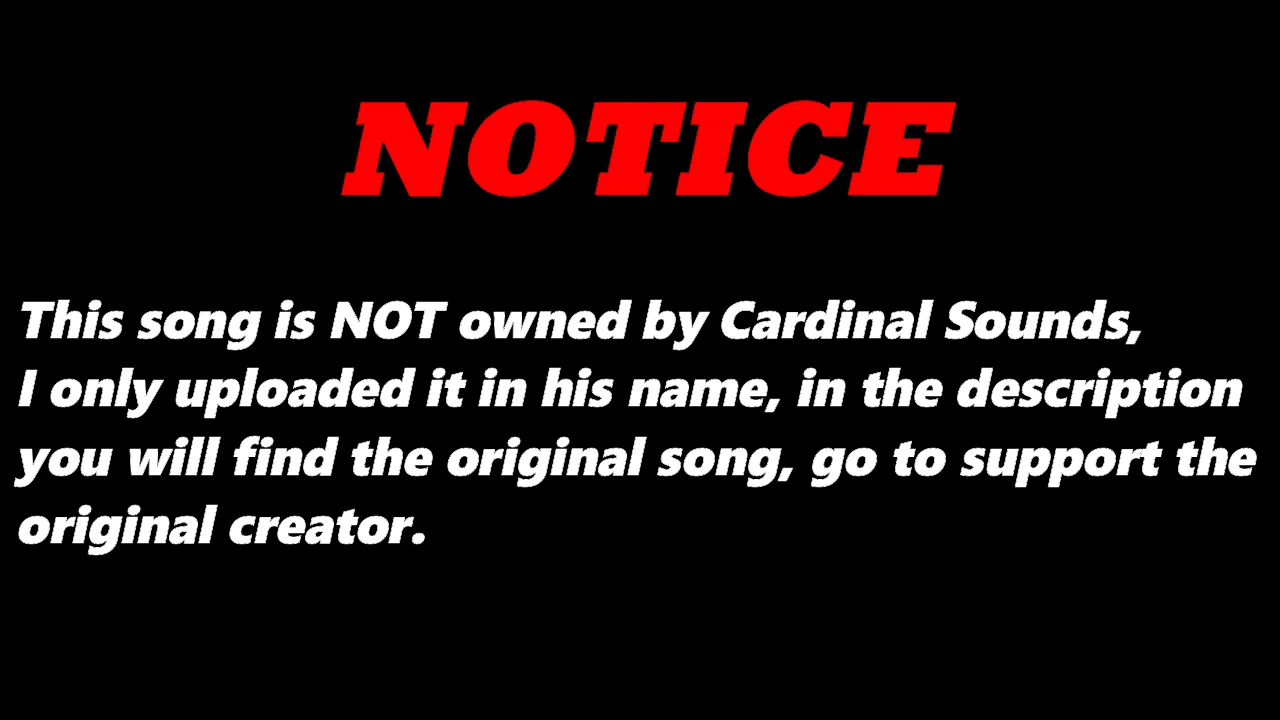 NOTICE
This song is NOT owned by Cardinal Sounds,
I only uploaded it in his name, in the description
you will find the original song, go to support the
original creator.